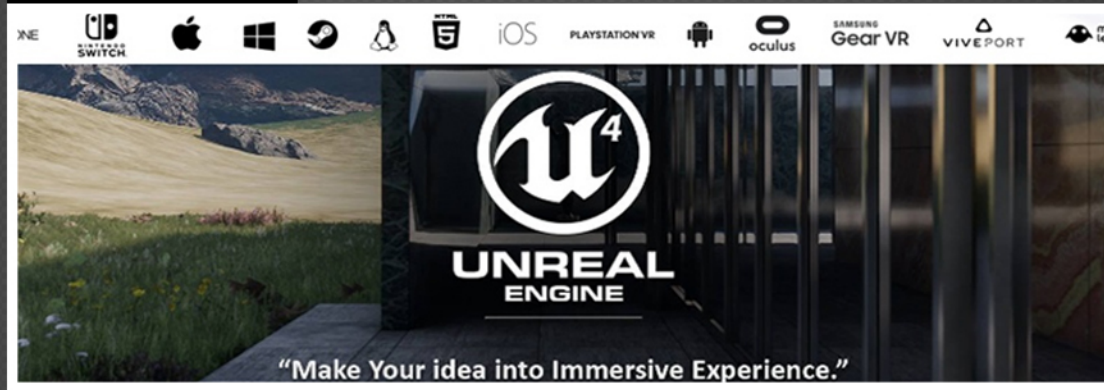 ONE NINTENDO SWITCH HTML 5 iOS PLAYSTATION VR oculus SAMSUNG Gear VR VIVEPORT
U 4
UNREAL
ENGINE
“Make Your idea into Immersive Experience.”